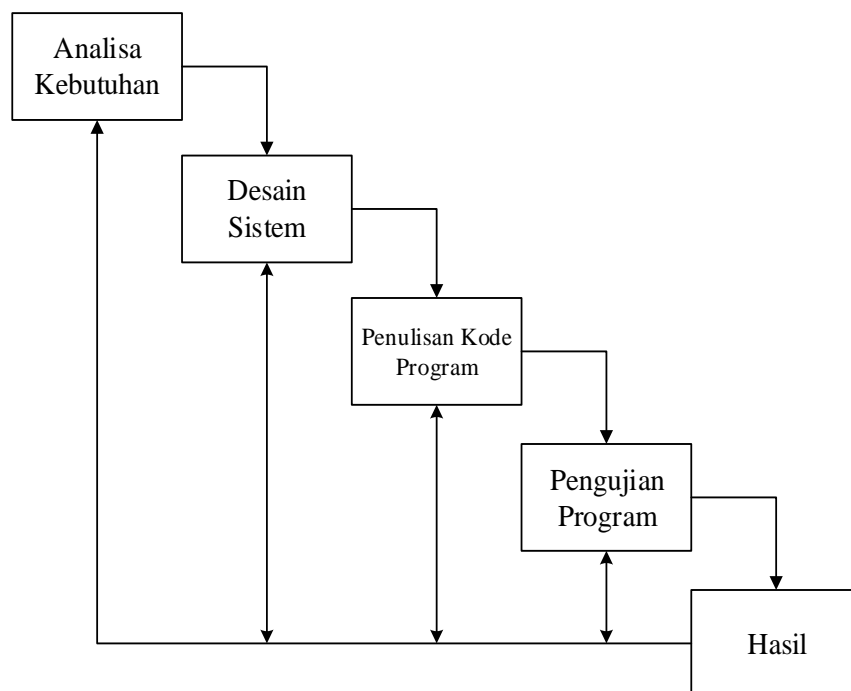 Analisa
Kebutuhan
Desain
Sistem
Penulisan Kode
Program
Pengujian
Program
Hasil